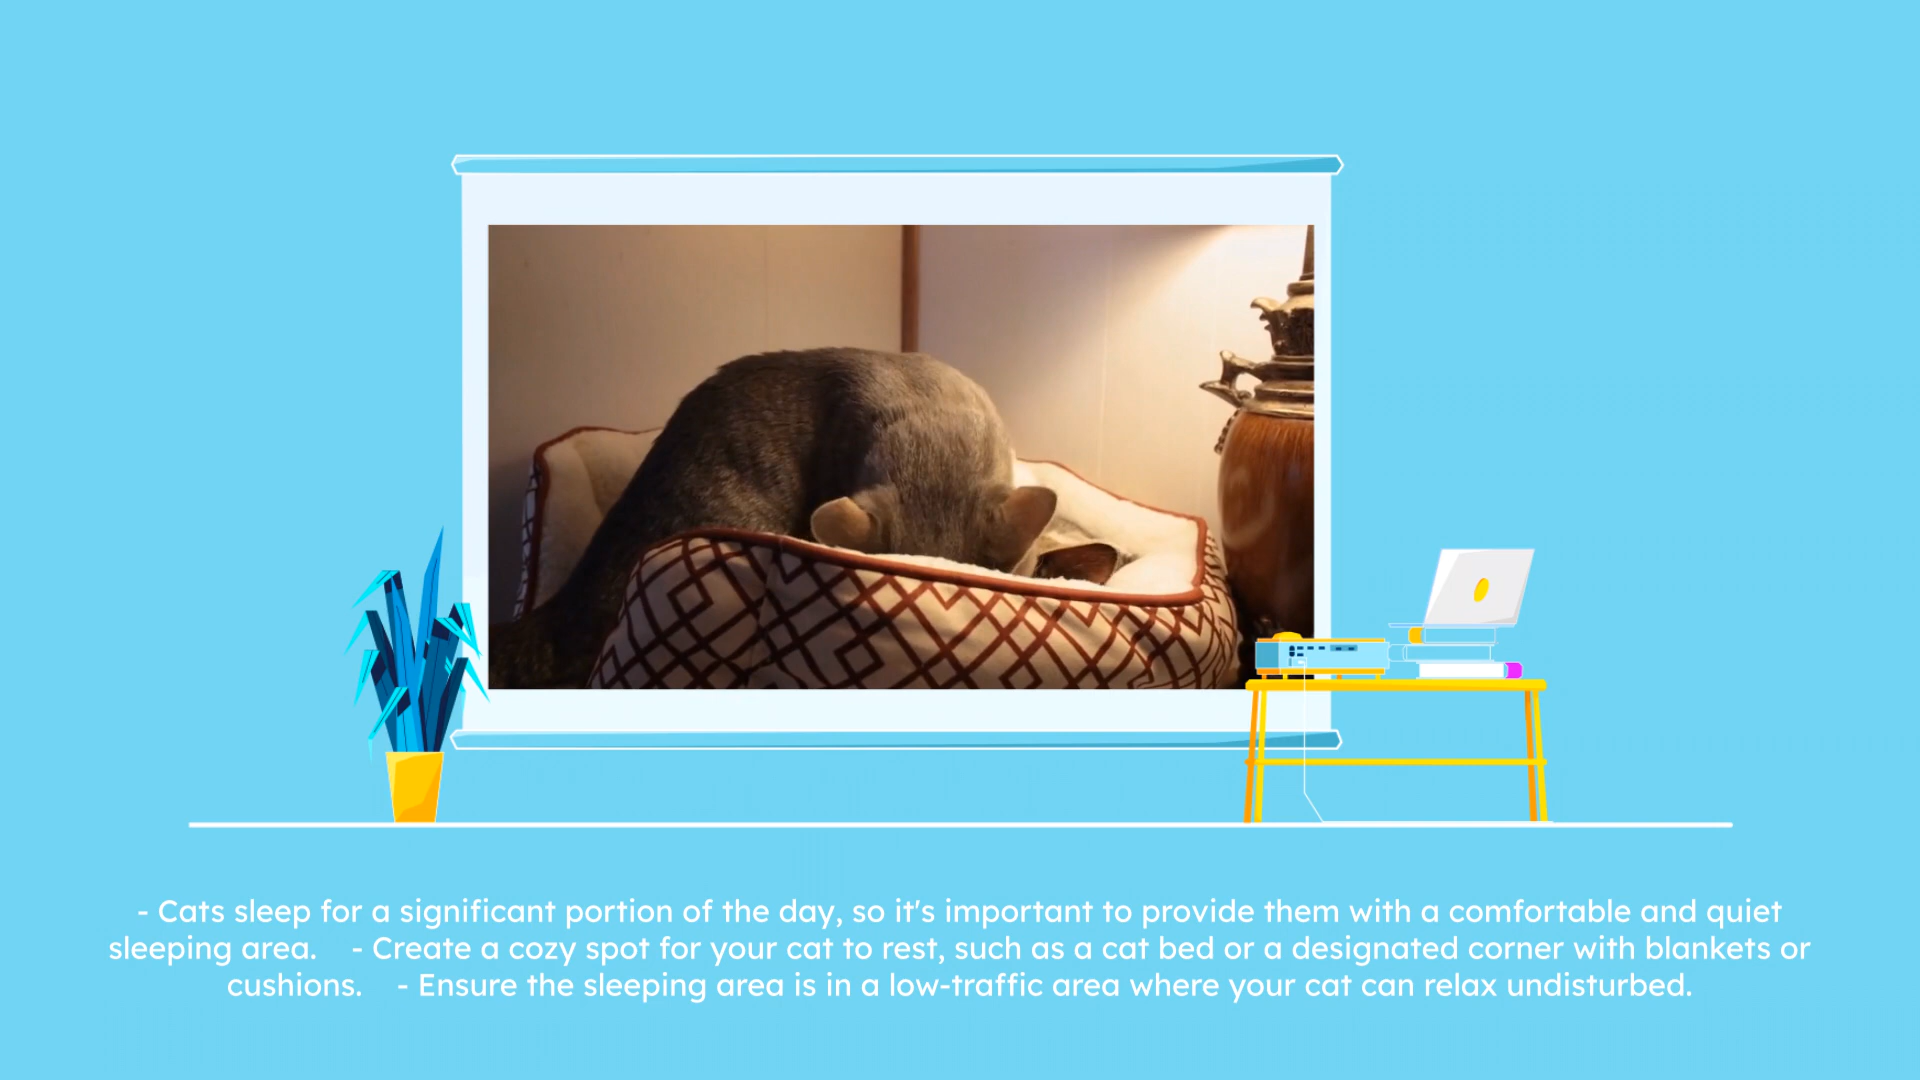 - Cats sleep for a significant portion of the day, so it's important to provide them with a comfortable and quiet
sleeping area.    - Create a cozy spot for your cat to rest, such as a cat bed or a designated corner with blankets or
cushions.    - Ensure the sleeping area is in a low-traffic area where your cat can relax undisturbed.